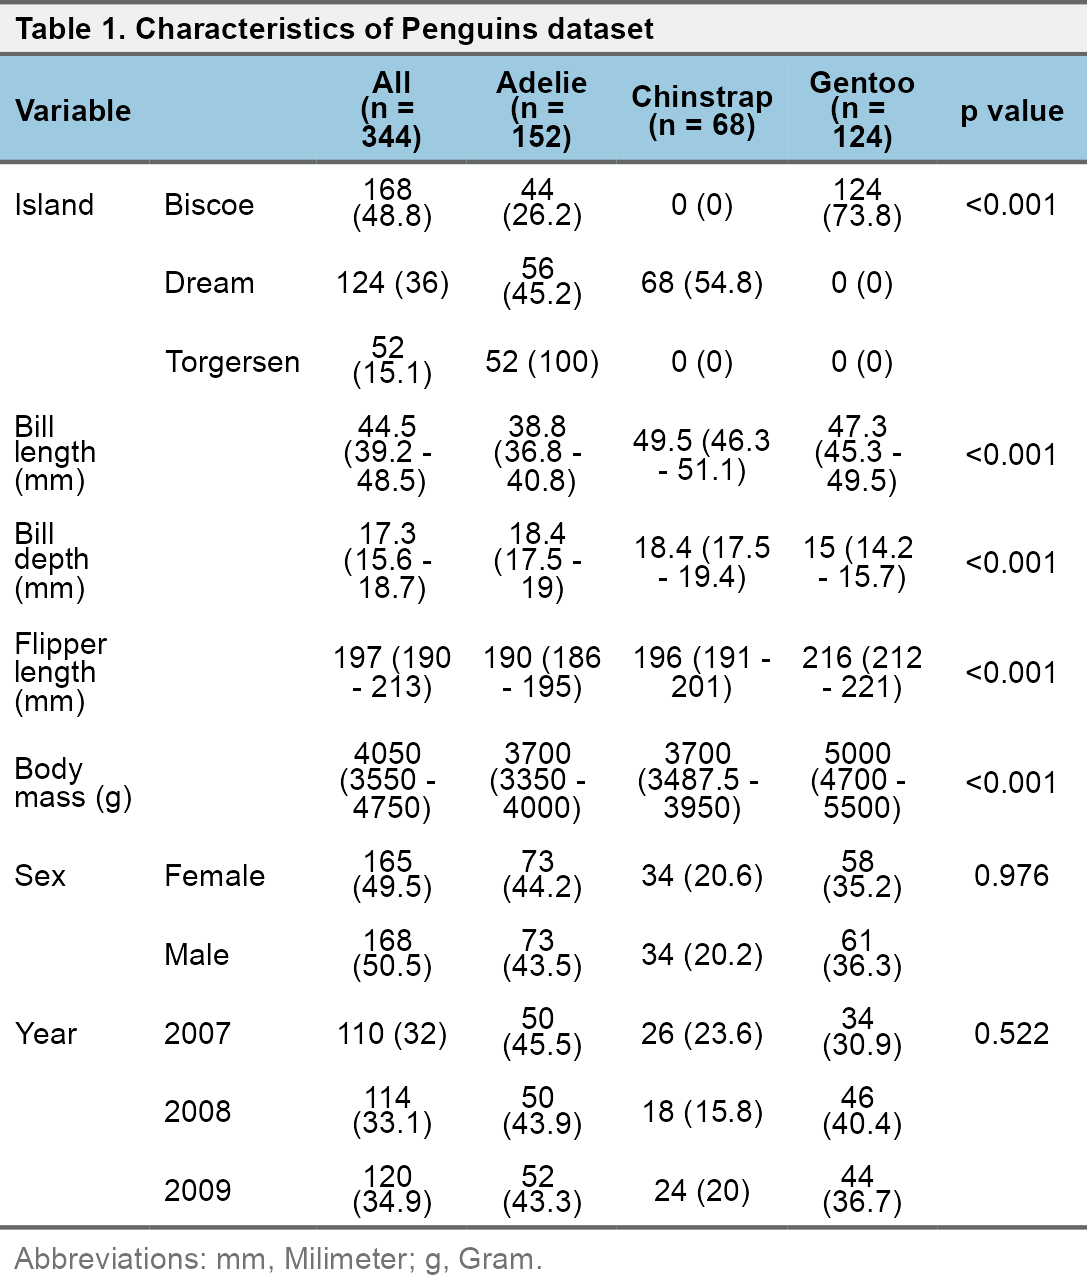 Table 1. Characteristics of Penguins dataset
Variable All (n = 344) Adelie (n = 152) Chinstrap (n = 68) Gentoo (n = 124) p value
Island Biscoe 168 (48.8) 44 (26.2) 0 (0) 124 (73.8) <0.001
Dream 124 (36) 56 (45.2) 68 (54.8) 0 (0)
Torgersen 52 (15.1) 52 (100) 0 (0) 0 (0)
Bill length (mm) 44.5 (39.2 - 48.5) 38.8 (36.8 - 40.8) 49.5 (46.3 - 51.1) 47.3 (45.3 - 49.5) <0.001
Bill depth (mm) 17.3 (15.6 - 18.7) 18.4 (17.5 - 19) 18.4 (17.5 - 19.4) 15 (14.2 - 15.7) <0.001
Flipper length (mm) 197 (190 - 213) 190 (186 - 195) 196 (191 - 201) 216 (212 - 221) <0.001
Body mass (g) 4050 (3550 - 4750) 3700 (3350 - 4000) 3700 (3487.5 - 3950) 5000 (4700 - 5500) <0.001
Sex Female 165 (49.5) 73 (44.2) 34 (20.6) 58 (35.2) 0.976
Male 168 (50.5) 73 (43.5) 34 (20.2) 61 (36.3)
Year 2007 110 (32) 50 (45.5) 26 (23.6) 34 (30.9) 0.522
2008 114 (33.1) 50 (43.9) 18 (15.8) 46 (40.4)
2009 120 (34.9) 52 (43.3) 24 (20) 44 (36.7)
Abbreviations: mm, Milimeter; g, Gram.